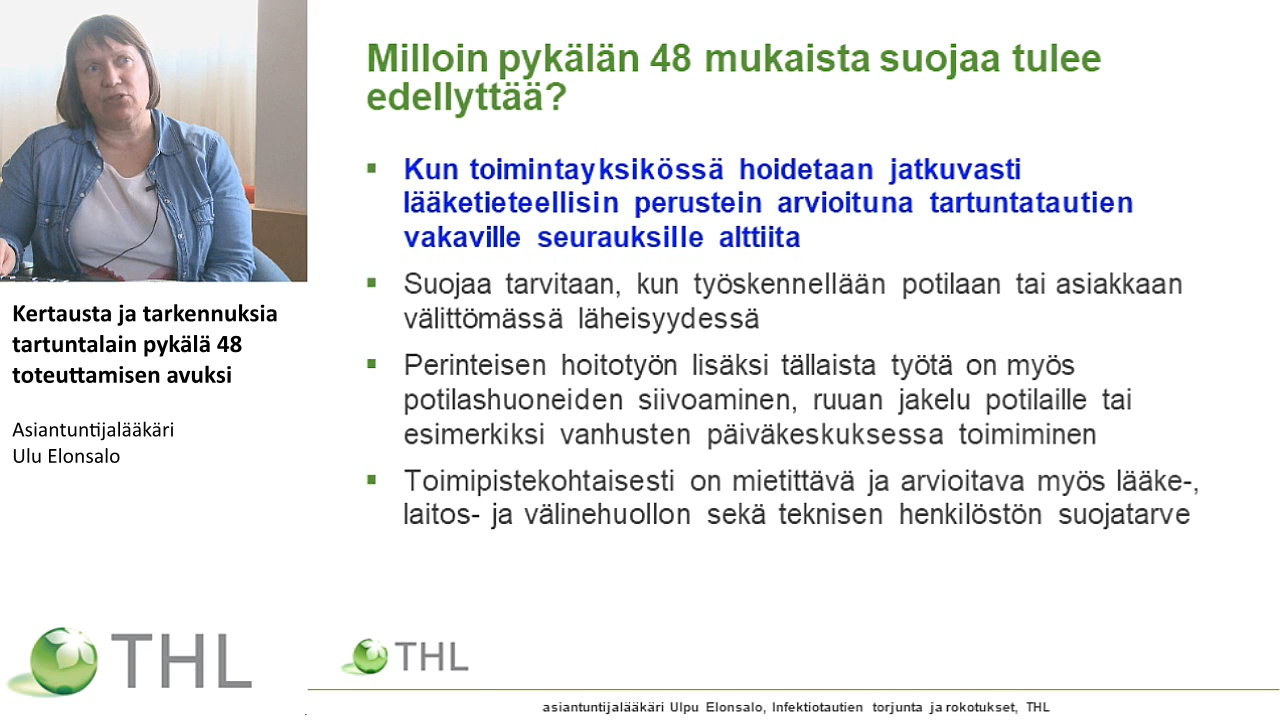 Kertausta ja tarkennuksia
tartuntalain pykälä 48
toteuttamisen avuksi
Asiantuntijalääkäri
Ulu Elonsalo
THL
Milloin pykälän 48 mukaista suojaa tulee
edellyttää?
▪ Kun toimintayksikössä hoidetaan jatkuvasti
lääketieteellisin perustein arvioituna tartuntatautien
vakaville seurauksille alttiita
▪ Suojaa tarvitaan, kun työskennellään potilaan tai asiakkaan
välittömässä läheisyydessä
▪ Perinteisen hoitotyön lisäksi tällaista työtä on myös
potilashuoneiden siivoaminen, ruuan jakelu potilaille tai
esimerkiksi vanhusten päiväkeskuksessa toimiminen
▪ Toimipistekohtaisesti on mietittävä ja arvioitava myös lääke-,
laitos- ja välinehuollon sekä teknisen henkilöstön suojatarve
THL
asiantuntijalääkäri Ulpu Elonsalo, Infektiotautien torjunta ja rokotukset, THL